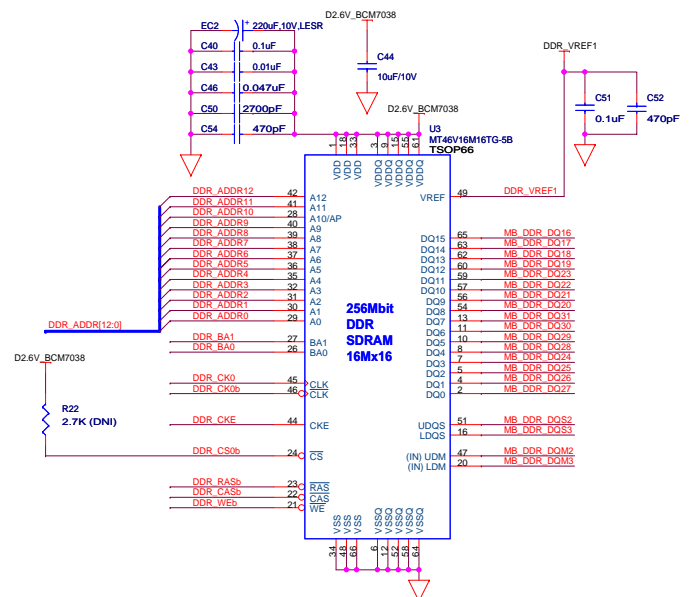 D2.6V_BCM7038
EC2 220uF,10V,LESR
C40 0.1uF
C43 0.01uF
C46 0.047uF
C50 2700pF
C54 470pF
C44
10uF/10V
DDR_VREF1
C51
0.1uF
C52
470pF
D2.6V_BCM7038
U3
MT46V16M16TG-5B
TSOP66
1 18 33 3 9 15 55 61
VDD VDD VDD VDDQ VDDQ VDDQ VDDQ VDDQ
DDR_ADDR12 42 A12
DDR_ADDR11 41 A11
DDR_ADDR10 28 A10/AP
DDR_ADDR9 40 A9
DDR_ADDR8 39 A8
DDR_ADDR7 38 A7
DDR_ADDR6 37 A6
DDR_ADDR5 36 A5
DDR_ADDR4 35 A4
DDR_ADDR3 32 A3
DDR_ADDR2 31 A2
DDR_ADDR1 30 A1
DDR_ADDR0 29 A0
DDR_ADDR[12:0]
DDR_BA1 27 BA1
DDR_BA0 26 BA0
D2.6V_BCM7038
R22
2.7K (DNI)
DDR_CK0 45 CLK
DDR_CK0b 46 CLK
DDR_CKE 44 CKE
DDR_CS0b 24 CS
DDR_RASb 23 RAS
DDR_CASb 22 CAS
DDR_WEb 21 WE
256Mbit
DDR
SDRAM
16Mx16
VREF 49 DDR_VREF1
DQ15 65 MB_DDR_DQ16
DQ14 63 MB_DDR_DQ17
DQ13 62 MB_DDR_DQ18
DQ12 60 MB_DDR_DQ19
DQ11 59 MB_DDR_DQ23
DQ10 57 MB_DDR_DQ22
DQ9 56 MB_DDR_DQ21
DQ8 54 MB_DDR_DQ20
DQ7 13 MB_DDR_DQ31
DQ6 11 MB_DDR_DQ30
DQ5 10 MB_DDR_DQ29
DQ4 8 MB_DDR_DQ28
DQ3 7 MB_DDR_DQ24
DQ2 5 MB_DDR_DQ25
DQ1 4 MB_DDR_DQ26
DQ0 2 MB_DDR_DQ27
UDQS 51 MB_DDR_DQS2
LDQS 16 MB_DDR_DQS3
(IN) UDM 47 MB_DDR_DQM2
(IN) LDM 20 MB_DDR_DQM3
VSS VSS VSS VSSQ VSSQ VSSQ VSSQ VSSQ
34 48 66 6 12 52 58 64